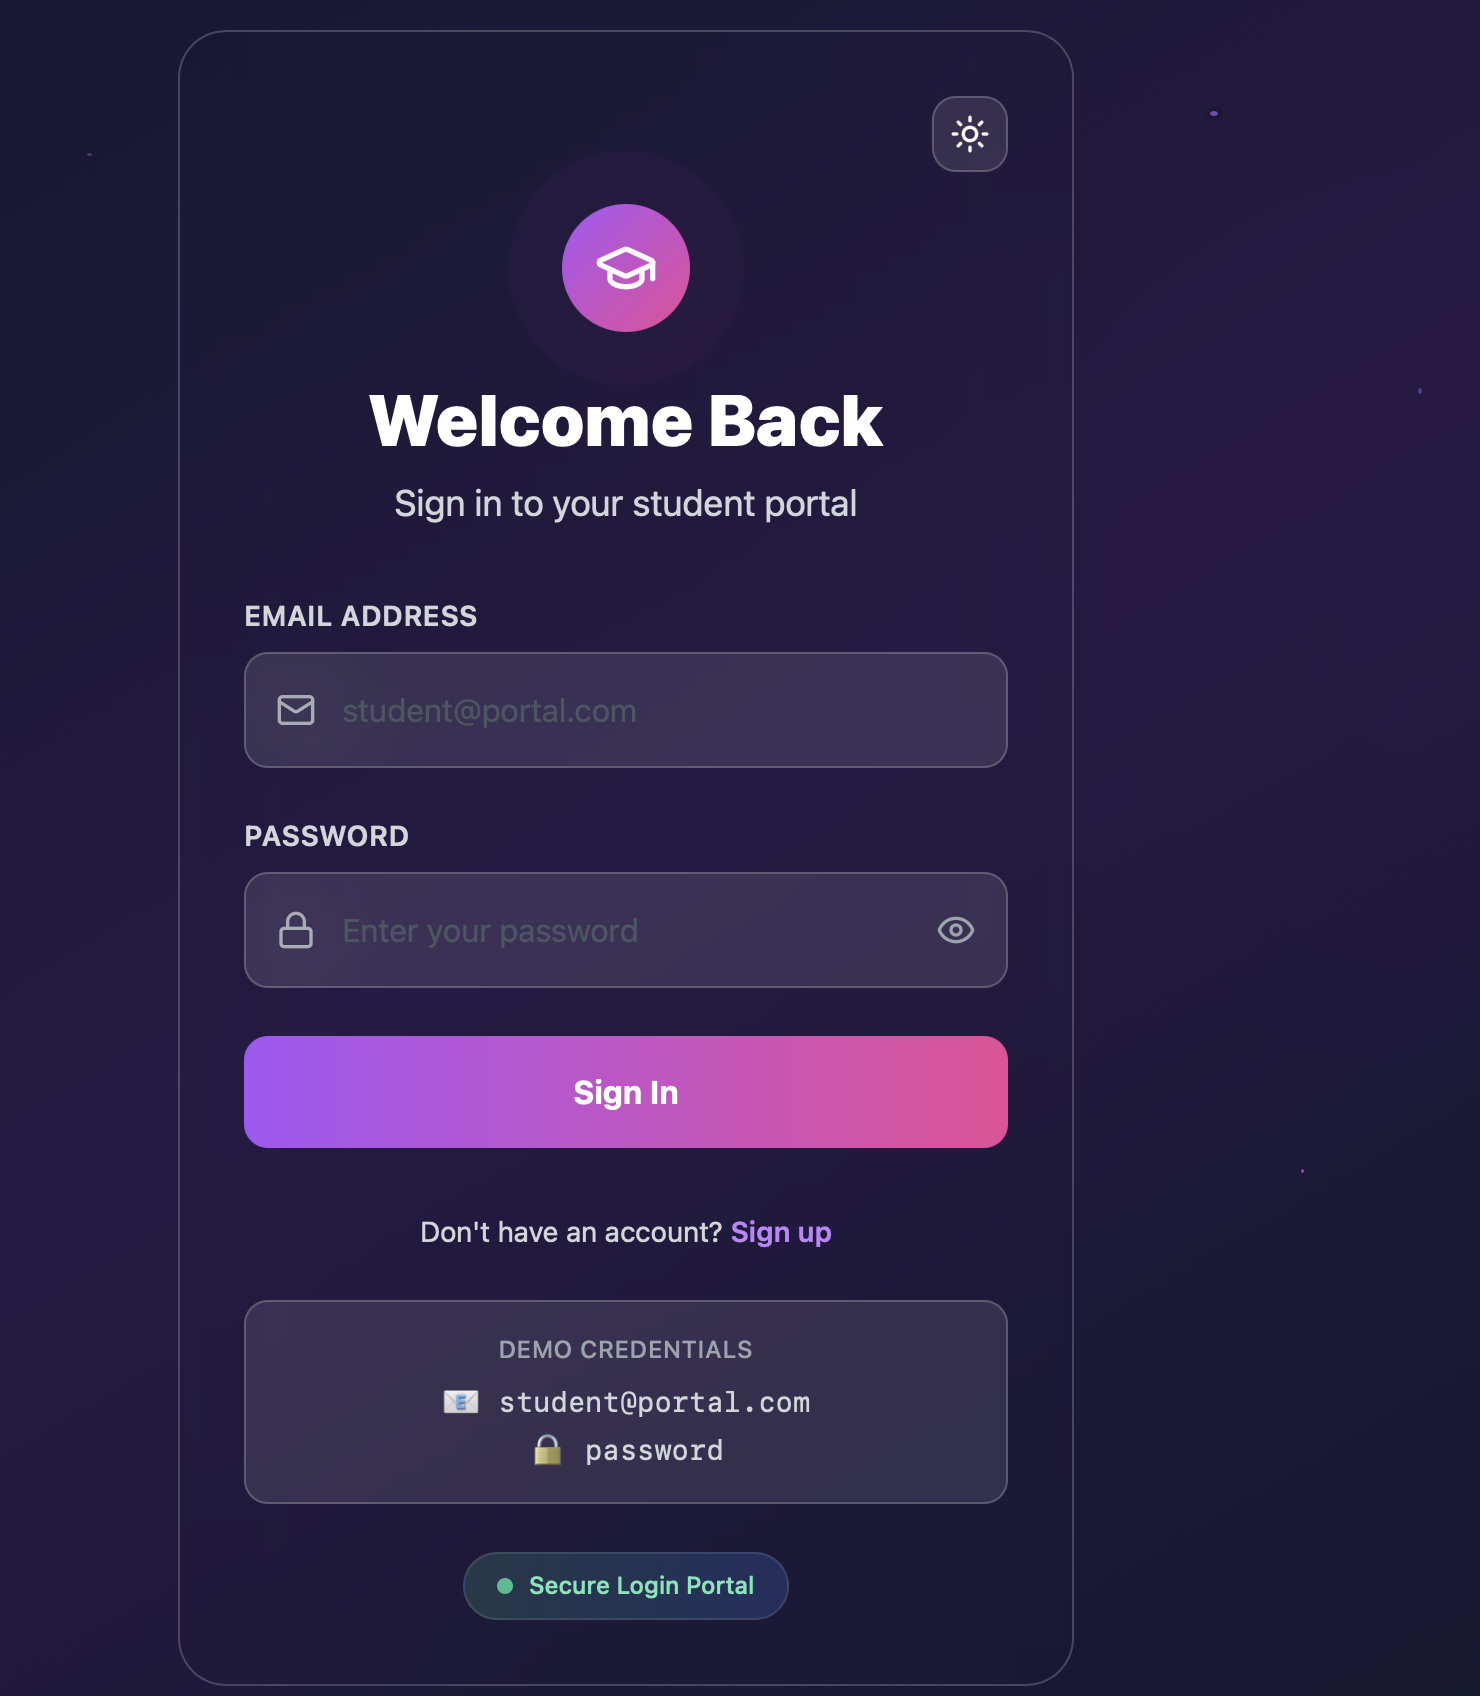 Welcome Back
Sign in to your student portal
EMAIL ADDRESS
student@portal.com
PASSWORD
Enter your password
Sign In
Don't have an account? Sign up
DEMO CREDENTIALS
📧 student@portal.com
🔒 password
Secure Login Portal